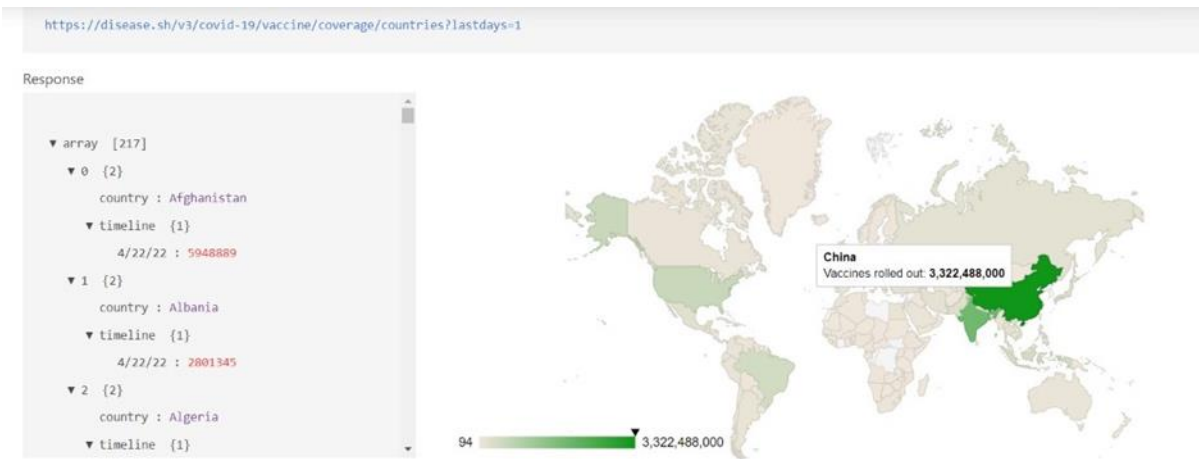 https://disease.sh/v3/covid-19/vaccine/coverage/countries?lastdays=1
Response
▼ array [217]
▼ 0 {2}
country : Afghanistan
▼ timeline {1}
4/22/22 : 5948889
▼ 1 {2}
country : Albania
▼ timeline {1}
4/22/22 : 2801345
▼ 2 {2}
country : Algeria
▼ timeline {1}
China
Vaccines rolled out: 3,322,488,000
94
3,322,488,000